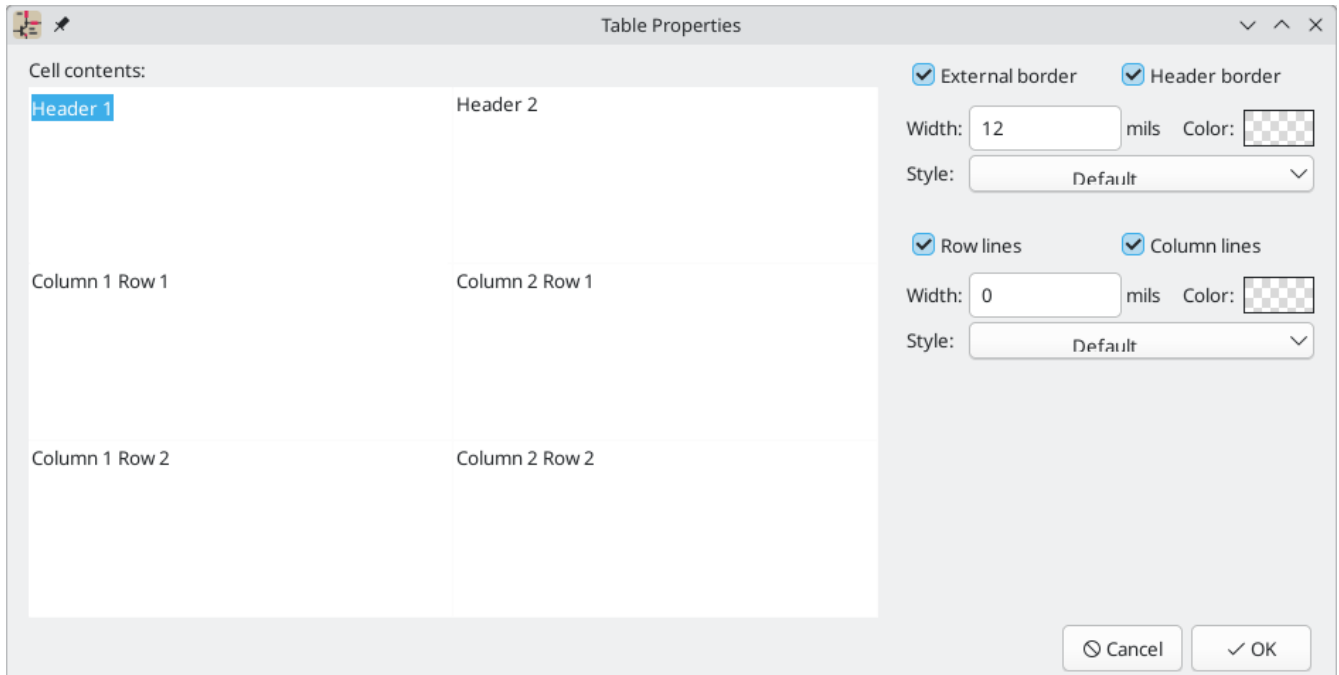 Table Properties
Cell contents:
Header 1 Header 2
Column 1 Row 1 Column 2 Row 1
Column 1 Row 2 Column 2 Row 2
External border Header border
Width: 12 mils Color:
Style: Default
Row lines Column lines
Width: 0 mils Color:
Style: Default
Cancel OK